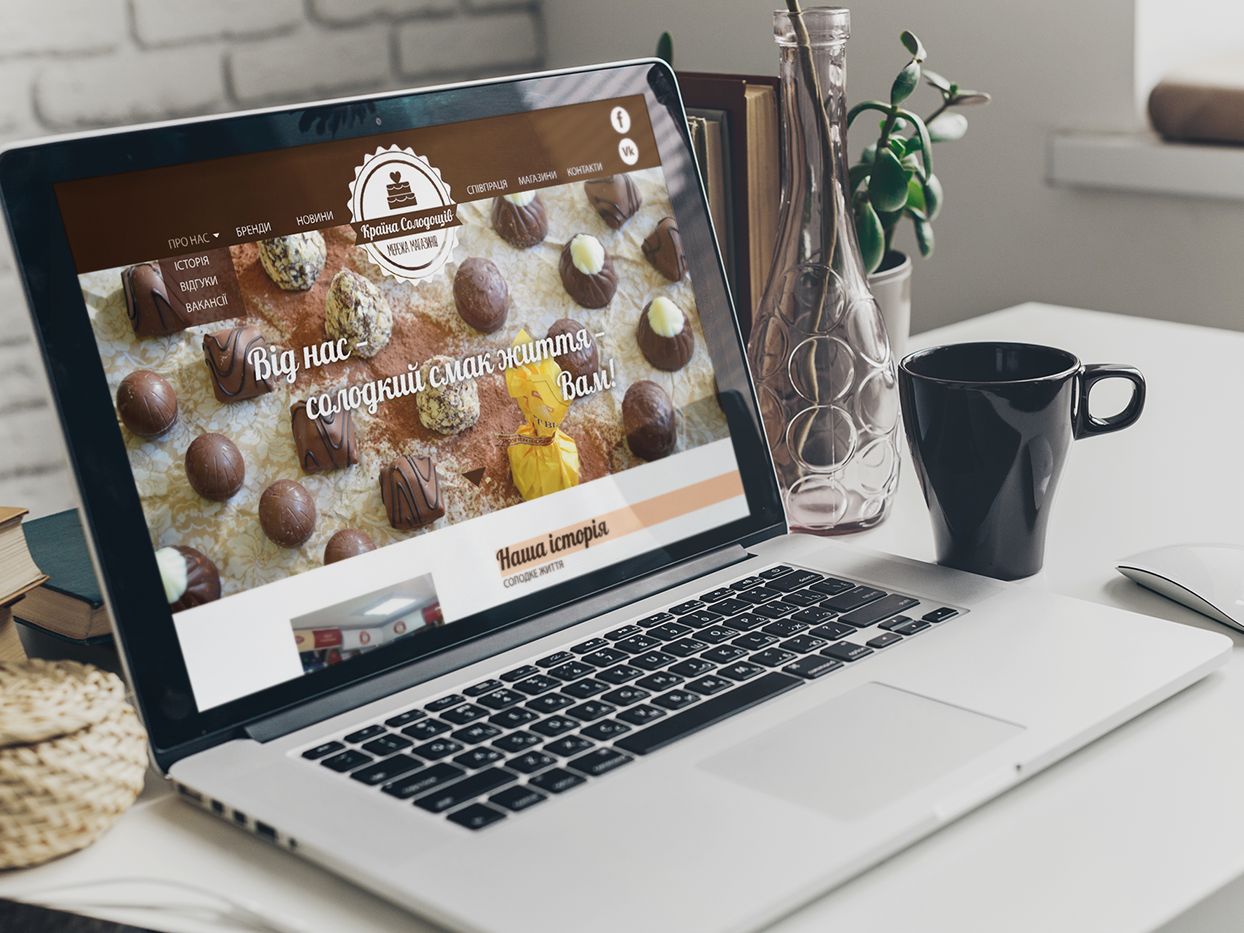 f
Vk
ПРО НАС
БРЕНДИ
НОВИНИ
Країна Солодощів
МЕРЕЖА МАГАЗИНІВ
СПІВПРАЦЯ
МАГАЗИНИ
КОНТАКТИ
ІСТОРІЯ
ВІДГУКИ
ВАКАНСІЇ
Від нас –
солодкий смак життя –
Вам!
Наша історія
СОЛОДКЕ ЖИТТЯ